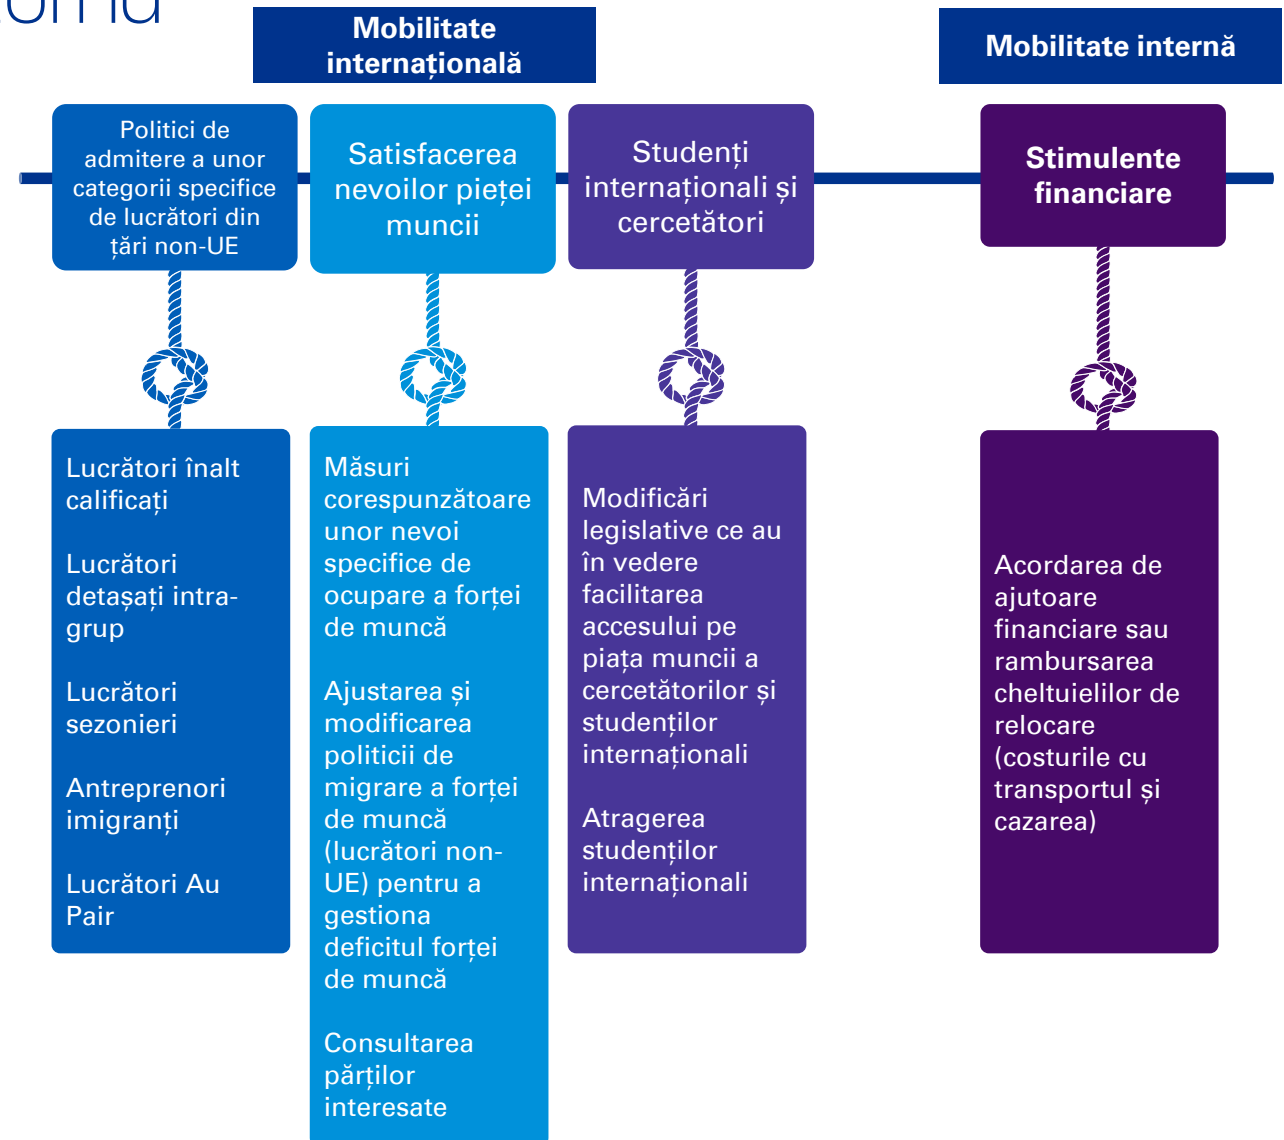 Mobilitate
internațională
Mobilitate internă
Politici de
admitere a unor
categorii specifice
de lucrători din
țări non-UE
Satisfacerea
nevoilor pieței
muncii
Studenți
internaționali și
cercetători
Stimulente
financiare
Lucrători înalt
calificați
Lucrători
detașați intra-
grup
Lucrători
sezonieri
Antreprenori
imigranți
Lucrători Au
Pair
Măsuri
corespunzătoare
unor nevoi
specifice de
ocupare a forței
de muncă
Ajustarea și
modificarea
politicii de
migrare a forței
de muncă
(lucrători non-
UE) pentru a
gestiona
deficitul forței
de muncă
Consultarea
părților
interesate
Modificări
legislative ce au
în vedere
facilitarea
accesului pe
piața muncii a
cercetătorilor și
studenților
internaționali
Atragerea
studenților
internaționali
Acordarea de
ajutoare
financiare sau
rambursarea
cheltuielilor de
relocare
(costurile cu
transportul și
cazarea)